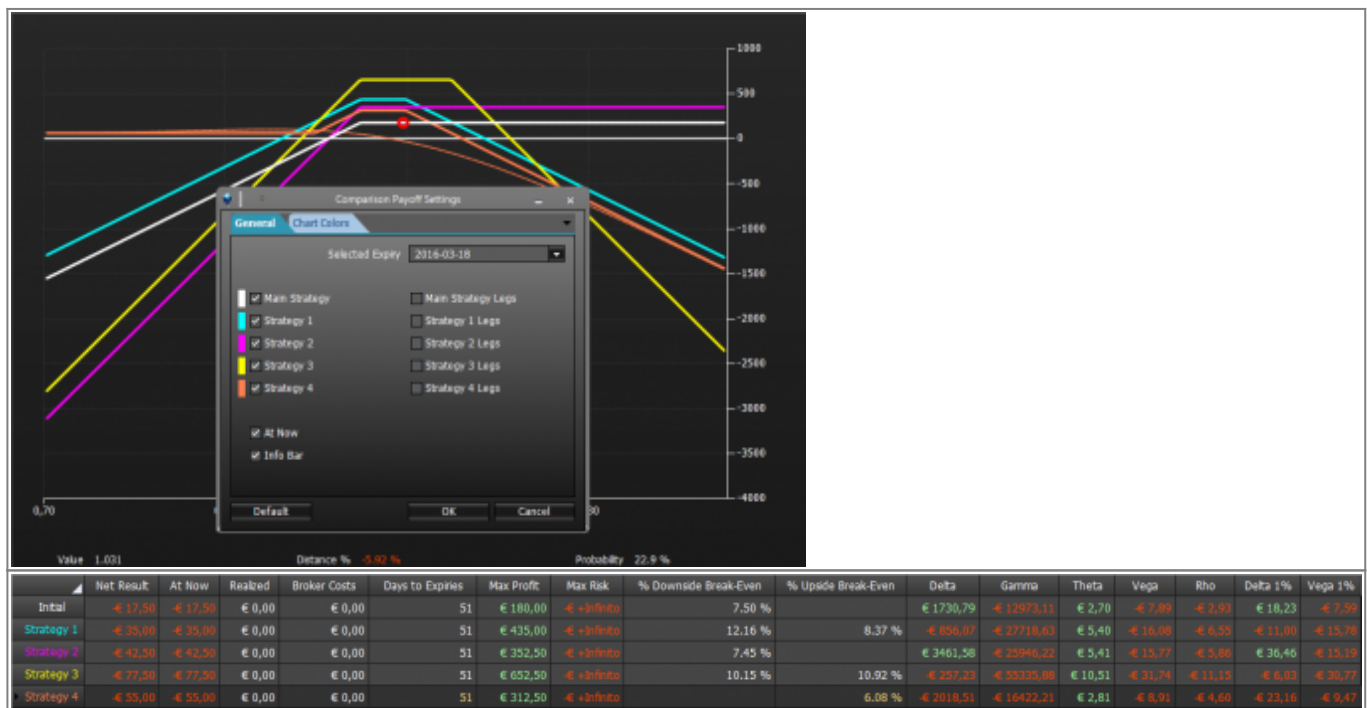 1000
500
0
-500
Comparison Payoff Settings
General Chart Colors
-1000
Selected Expiry 2016-03-18
-1500
Main Strategy Main Strategy Legs
Strategy 1 Strategy 1 Legs
-2000
Strategy 2 Strategy 2 Legs
Strategy 3 Strategy 3 Legs
-2500
Strategy 4 Strategy 4 Legs
-3000
At Now
Info Bar
-3500
-4000
0,70 Default OK Cancel
Value 1.031 Distance % -5.92 % Probability 22.9 %
Net Result At Now Realized Broker Costs Days to Expiries Max Profit Max Risk % Downside Break-Even % Upside Break-Even Delta Gamma Theta Vega Rho Delta 1% Vega 1%
Initial -€ 17,50 -€ 17,50 € 0,00 € 0,00 51 € 180,00 -€ +Infinito 7.50 % € 1730,79 -€ 12973,11 € 2,70 -€ 7,89 -€ 2,93 € 18,23 -€ 7,59
Strategy 1 -€ 35,00 -€ 35,00 € 0,00 € 0,00 51 € 435,00 -€ +Infinito 12.16 % 8.37 % -€ 856,07 -€ 27718,63 € 5,40 -€ 16,08 -€ 6,55 -€ 11,00 -€ 15,78
Strategy 2 -€ 42,50 -€ 42,50 € 0,00 € 0,00 51 € 352,50 -€ +Infinito 7.45 % € 3461,58 -€ 25946,22 € 5,41 -€ 15,77 -€ 5,86 € 36,46 -€ 15,19
Strategy 3 -€ 77,50 -€ 77,50 € 0,00 € 0,00 51 € 652,50 -€ +Infinito 10.15 % 10.92 % -€ 257,23 -€ 55335,08 € 10,51 -€ 31,74 -€ 11,15 -€ 6,03 -€ 30,77
Strategy 4 -€ 55,00 -€ 55,00 € 0,00 € 0,00 51 € 312,50 -€ +Infinito 6.08 % -€ 2018,51 -€ 16422,21 € 2,81 -€ 8,91 -€ 4,60 -€ 23,16 -€ 9,47